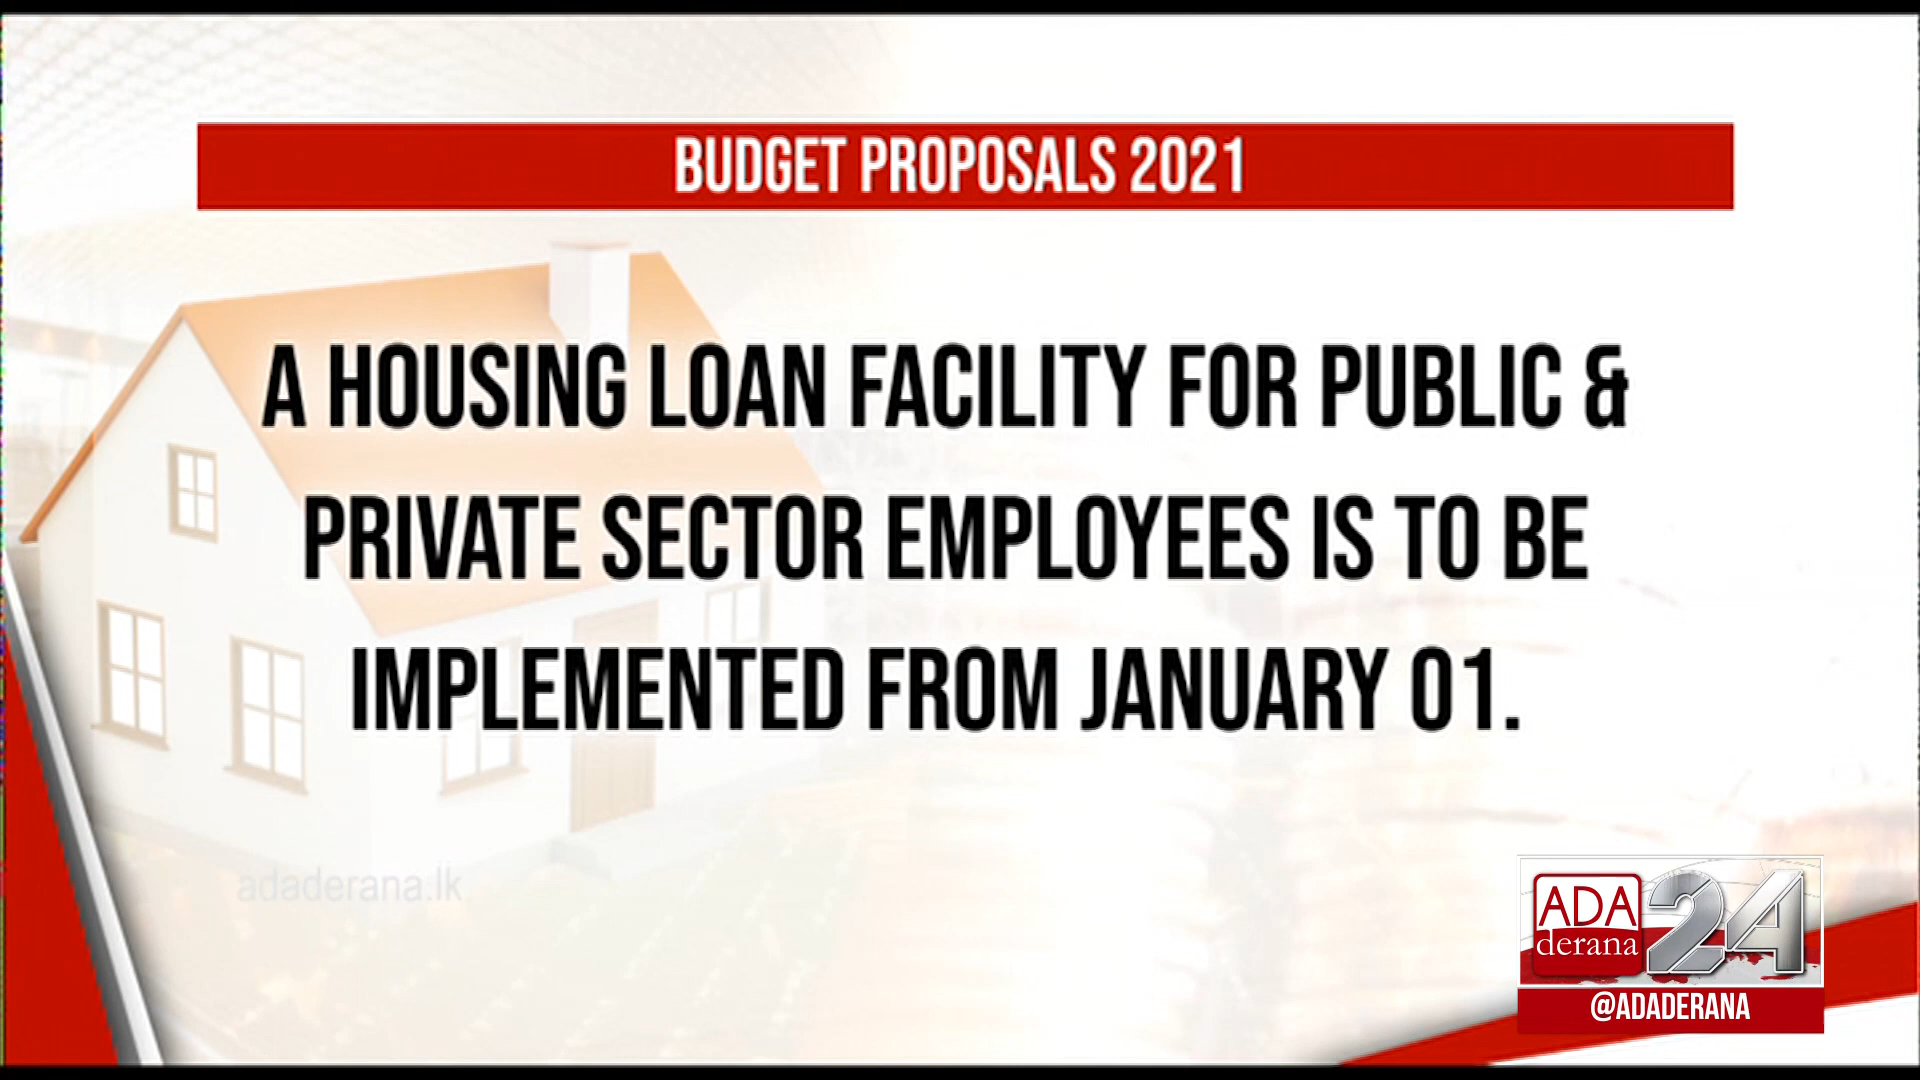 BUDGET PROPOSALS 2021
A HOUSING LOAN FACILITY FOR PUBLIC &
PRIVATE SECTOR EMPLOYEES IS TO BE
IMPLEMENTED FROM JANUARY 01.
adaderana.lk
ADA
derana
24
@ADADERANA